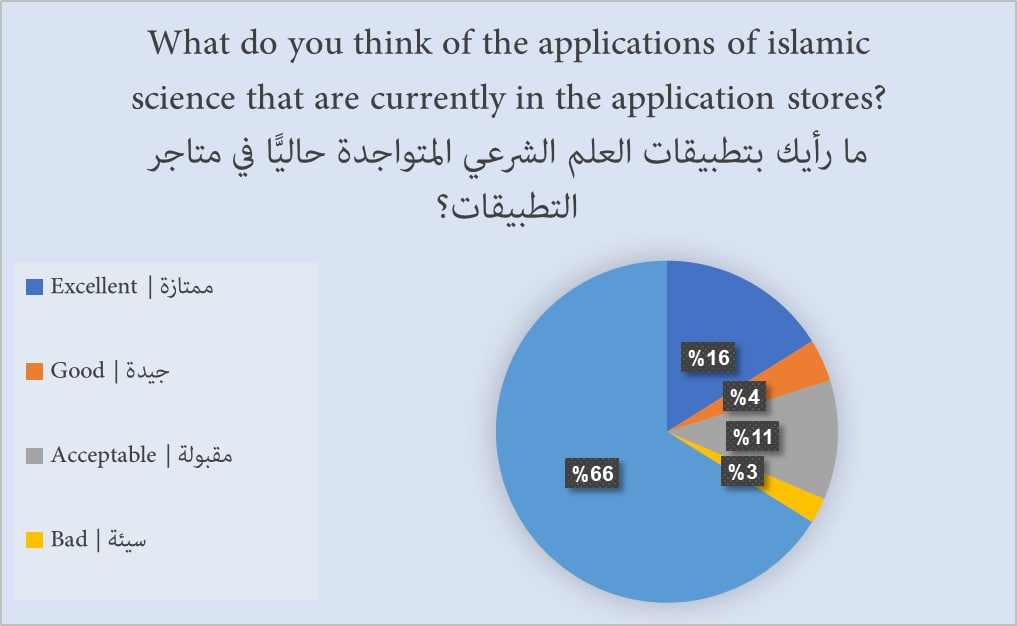 What do you think of the applications of islamic
science that are currently in the application stores?
ما رأيك بتطبيقات العلم الشرعي المتواجدة حاليًّا في متاجر
التطبيقات؟
Excellent | ممتازة
Good | جيدة
Acceptable | مقبولة
Bad | سيئة
%16
%4
%11
%3
%66